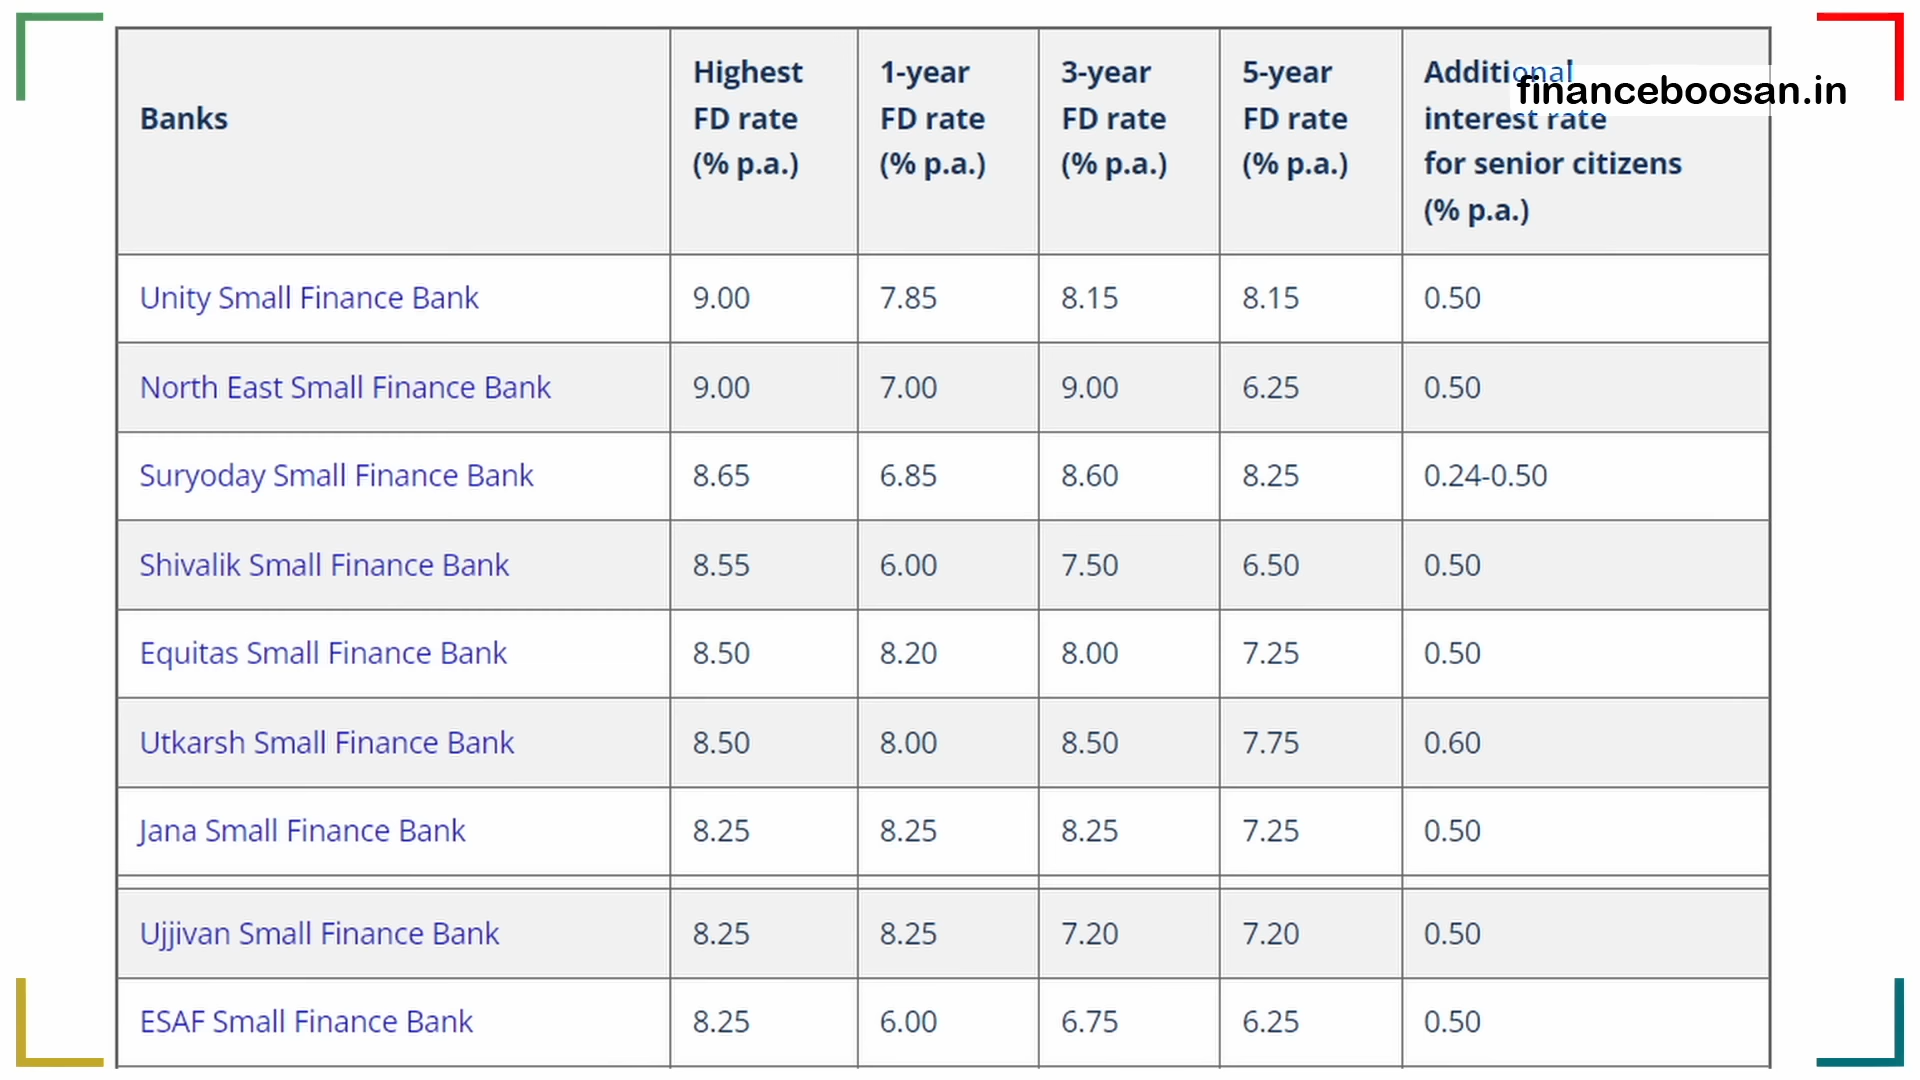 Banks Highest FD rate (% p.a.) 1-year FD rate (% p.a.) 3-year FD rate (% p.a.) 5-year FD rate (% p.a.) Additional interest rate for senior citizens (% p.a.)
financeboosan.in
Unity Small Finance Bank 9.00 7.85 8.15 8.15 0.50
North East Small Finance Bank 9.00 7.00 9.00 6.25 0.50
Suryoday Small Finance Bank 8.65 6.85 8.60 8.25 0.24-0.50
Shivalik Small Finance Bank 8.55 6.00 7.50 6.50 0.50
Equitas Small Finance Bank 8.50 8.20 8.00 7.25 0.50
Utkarsh Small Finance Bank 8.50 8.00 8.50 7.75 0.60
Jana Small Finance Bank 8.25 8.25 8.25 7.25 0.50
Ujjivan Small Finance Bank 8.25 8.25 7.20 7.20 0.50
ESAF Small Finance Bank 8.25 6.00 6.75 6.25 0.50